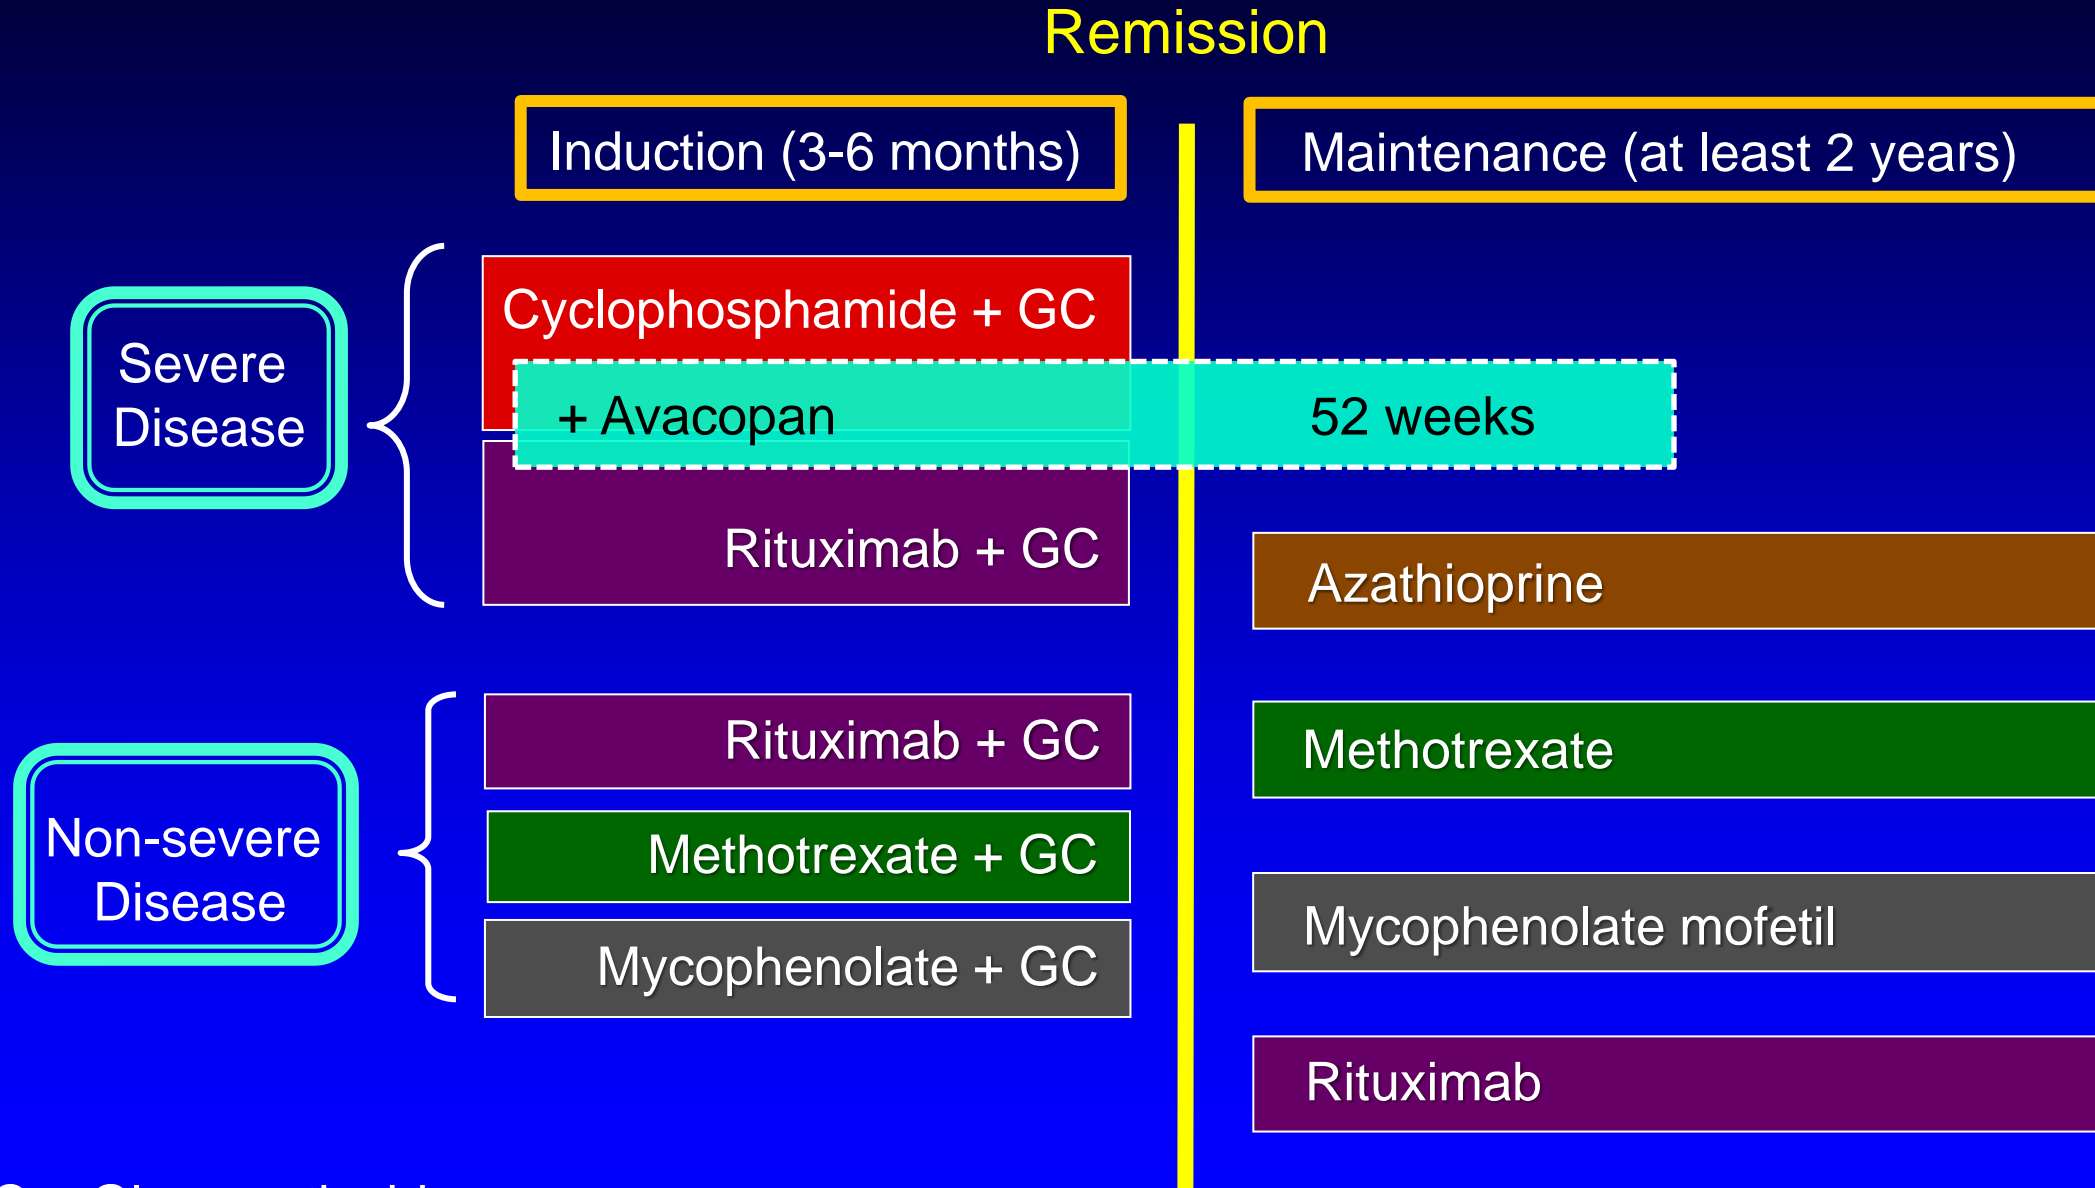 Remission
Induction (3-6 months)
Maintenance (at least 2 years)
Severe
Disease
Cyclophosphamide + GC
+ Avacopan
52 weeks
Rituximab + GC
Non-severe
Disease
Rituximab + GC
Methotrexate + GC
Mycophenolate + GC
Azathioprine
Methotrexate
Mycophenolate mofetil
Rituximab